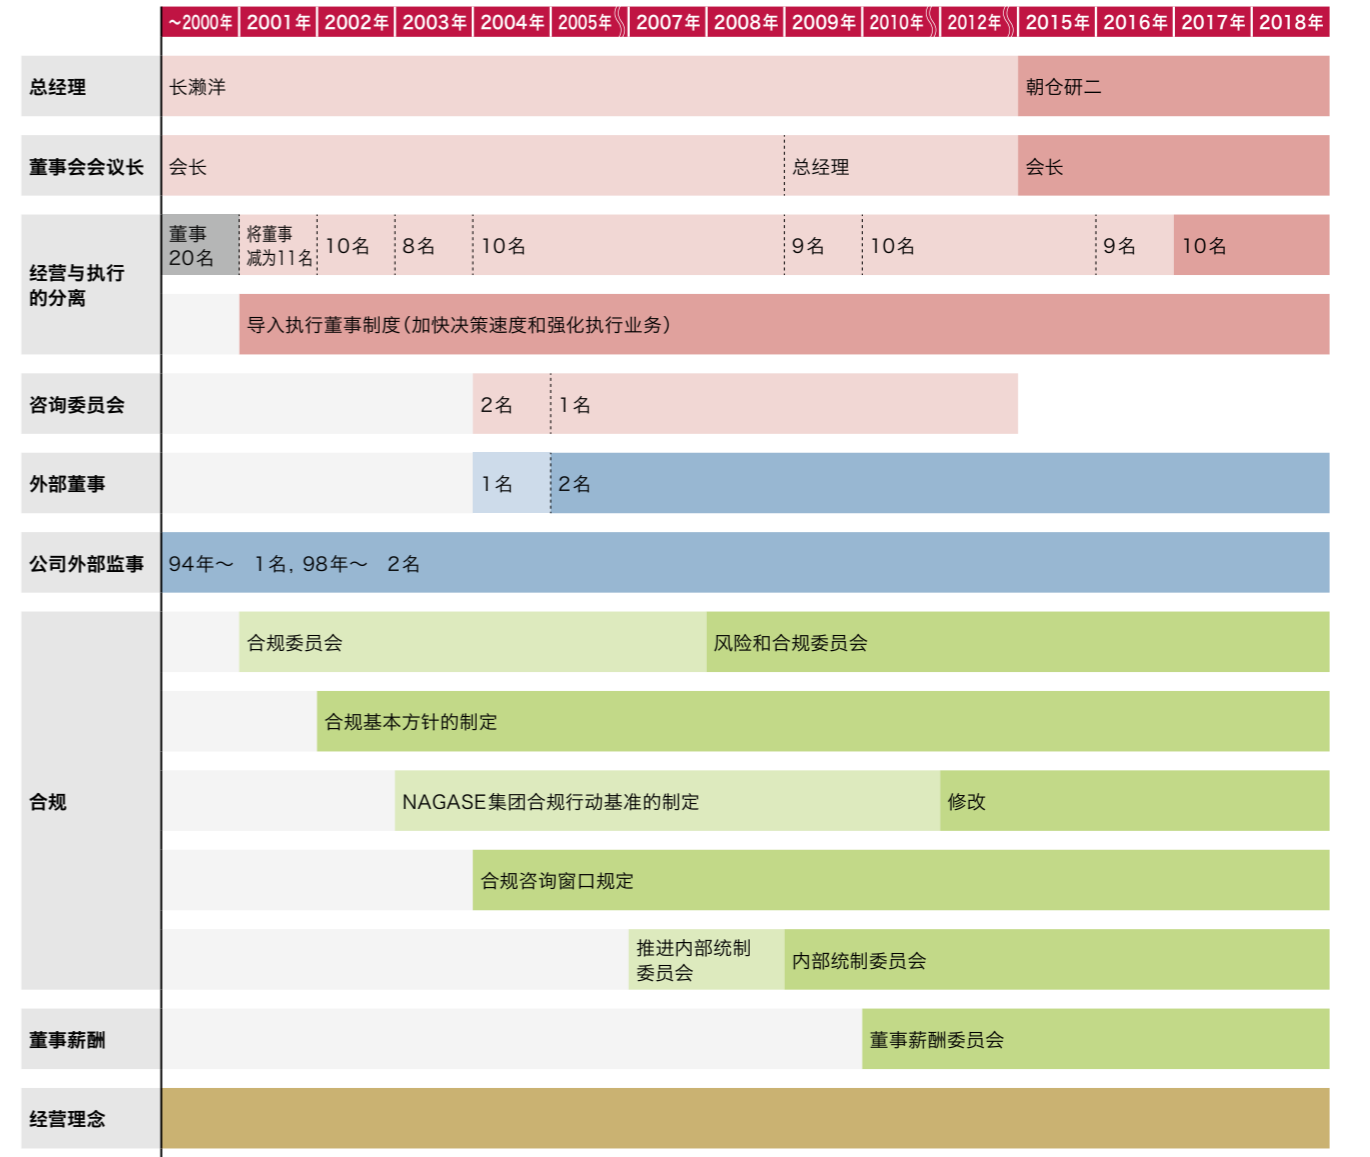 ～2000年 2001年 2002年 2003年 2004年 2005年 2007年 2008年 2009年 2010年 2012年 2015年 2016年 2017年 2018年
总经理
长濑洋
朝仓研二
董事会会议长
会长
总经理
会长
经营与执行
的分离
董事
20名
将董事
减为11名
10名
8名
10名
9名
10名
9名
10名
导入执行董事制度(加快决策速度和强化执行业务)
咨询委员会
2名
1名
外部董事
1名
2名
公司外部监事
94年～ 1名, 98年～ 2名
合规
合规委员会
风险和合规委员会
合规基本方针的制定
NAGASE集团合规行动基准的制定
修改
合规咨询窗口规定
推进内部统制
委员会
内部统制委员会
董事薪酬
董事薪酬委员会
经营理念